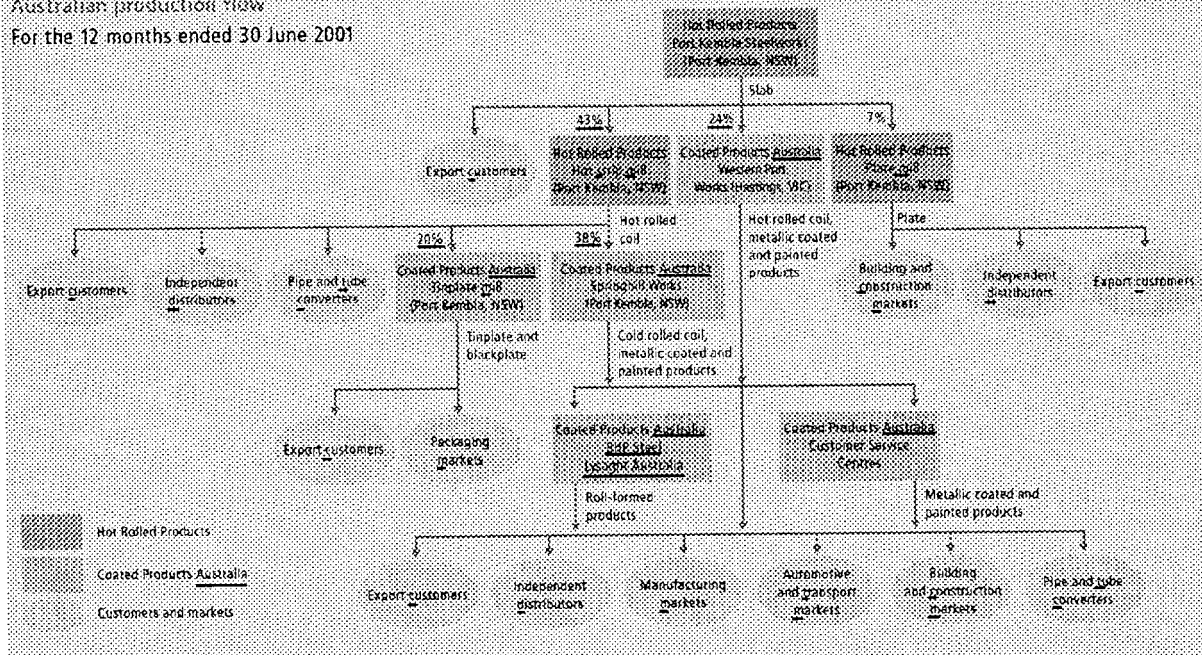 Australian production flow
For the 12 months ended 30 June 2001
Hot Rolled Products
Port Kembla Steelworks
(Port Kembla, NSW)
Slab
43%
24%
7%
Export customers
Hot Rolled Products
Hot strip mill
(Port Kembla, NSW)
Coated Products Australia
Western Port
Works (Hastings, VIC)
Hot Rolled Products
Plate mill
(Port Kembla, NSW)
Hot rolled
coil
Hot rolled coil,
metallic coated
and painted
products
Plate
20%
38%
Export customers
Independent
distributors
Pipe and tube
converters
Coated Products Australia
Tinplate mill
(Port Kembla, NSW)
Coated Products Australia
Springhill Works
(Port Kembla, NSW)
Building and
construction
markets
Independent
distributors
Export customers
Tinplate and
blackplate
Cold rolled coil,
metallic coated and
painted products
Export customers
Packaging
markets
Coated Products Australia
BHP Steel
Lysaght Australia
Coated Products Australia
Customer Service
Centres
Roll-formed
products
Metallic coated and
painted products
Hot Rolled Products
Coated Products Australia
Customers and markets
Export customers
Independent
distributors
Manufacturing
markets
Automotive
and transport
markets
Building
and construction
markets
Pipe and tube
converters